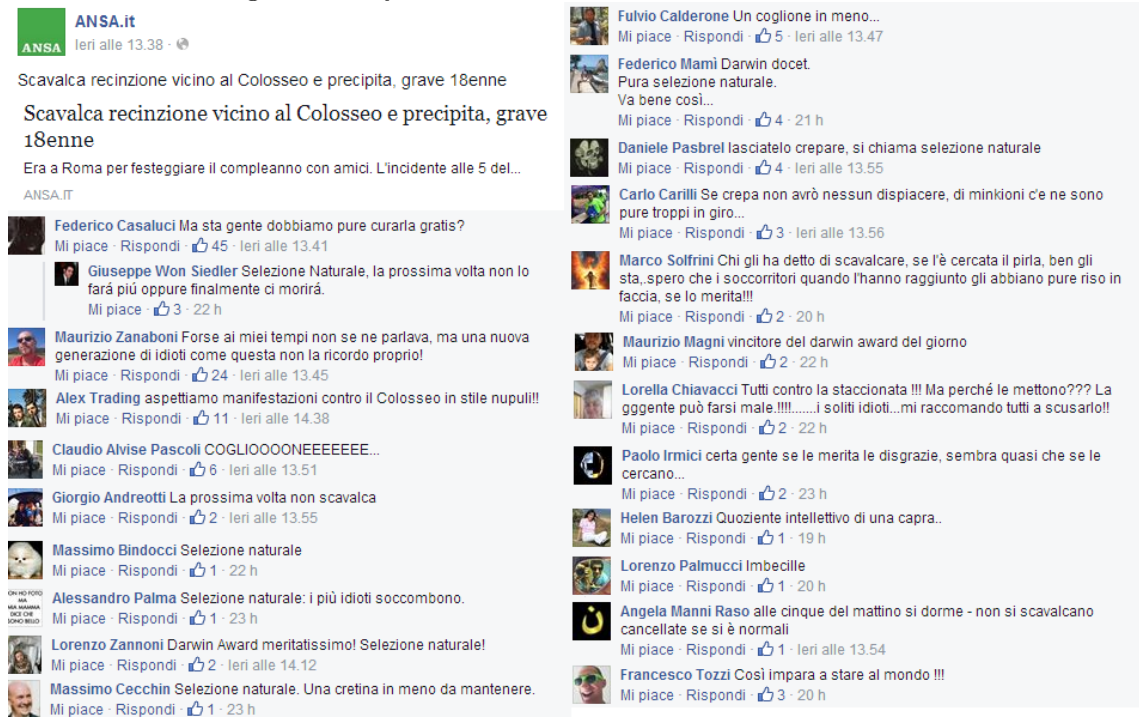 ANSA.it
ANSA
Ieri alle 13.38 ·
Scavalca recinzione vicino al Colosseo e precipita, grave 18enne
Scavalca recinzione vicino al Colosseo e precipita, grave
18enne
Era a Roma per festeggiare il compleanno con amici. L'incidente alle 5 del...
ANSA.IT
Federico Casaluci Ma sta gente dobbiamo pure curarla gratis?
Mi piace · Rispondi · 45 · Ieri alle 13.41
Giuseppe Won Siedler Selezione Naturale, la prossima volta non lo
fará piú oppure finalmente ci morirá.
Mi piace · 3 · 22 h
Maurizio Zanaboni Forse ai miei tempi non se ne parlava, ma una nuova
generazione di idioti come questa non la ricordo proprio!
Mi piace · Rispondi · 24 · Ieri alle 13.45
Alex Trading aspettiamo manifestazioni contro il Colosseo in stile nupuli!!
Mi piace · Rispondi · 11 · Ieri alle 14.38
Claudio Alvise Pascoli COGLIOOOONEEEEEEE...
Mi piace · Rispondi · 6 · Ieri alle 13.51
Giorgio Andreotti La prossima volta non scavalca
Mi piace · Rispondi · 2 · Ieri alle 13.55
Massimo Bindocci Selezione naturale
Mi piace · Rispondi · 1 · 22 h
Alessandro Palma Selezione naturale: i più idioti soccombono.
Mi piace · Rispondi · 1 · 23 h
Lorenzo Zannoni Darwin Award meritatissimo! Selezione naturale!
Mi piace · Rispondi · 2 · Ieri alle 14.12
Massimo Cecchin Selezione naturale. Una cretina in meno da mantenere.
Mi piace · Rispondi · 1 · 23 h
Fulvio Calderone Un coglione in meno...
Mi piace · Rispondi · 5 · Ieri alle 13.47
Federico Mamì Darwin docet.
Pura selezione naturale.
Va bene così...
Mi piace · Rispondi · 4 · 21 h
Daniele Pasbrel lasciatelo crepare, si chiama selezione naturale
Mi piace · Rispondi · 4 · Ieri alle 13.55
Carlo Carilli Se crepa non avrò nessun dispiacere, di minkioni c'e ne sono
pure troppi in giro...
Mi piace · Rispondi · 3 · Ieri alle 13.56
Marco Solfrini Chi gli ha detto di scavalcare, se l'è cercata il pirla, ben gli
sta,.spero che i soccorritori quando l'hanno raggiunto gli abbiano pure riso in
faccia, se lo merita!!!
Mi piace · Rispondi · 2 · 20 h
Maurizio Magni vincitore del darwin award del giorno
Mi piace · Rispondi · 2 · 22 h
Lorella Chiavacci Tutti contro la staccionata !!! Ma perché le mettono??? La
gggente può farsi male.!!!!.......i soliti idioti...mi raccomando tutti a scusarlo!!
Mi piace · Rispondi · 2 · 22 h
Paolo Irmici certa gente se le merita le disgrazie, sembra quasi che se le
cercano...
Mi piace · Rispondi · 2 · 23 h
Helen Barozzi Quoziente intellettivo di una capra..
Mi piace · Rispondi · 1 · 19 h
Lorenzo Palmucci Imbecille
Mi piace · Rispondi · 1 · 20 h
Angela Manni Raso alle cinque del mattino si dorme - non si scavalcano
cancellate se si è normali
Mi piace · Rispondi · 1 · Ieri alle 13.54
Francesco Tozzi Così impara a stare al mondo !!!
Mi piace · Rispondi · 3 · 20 h